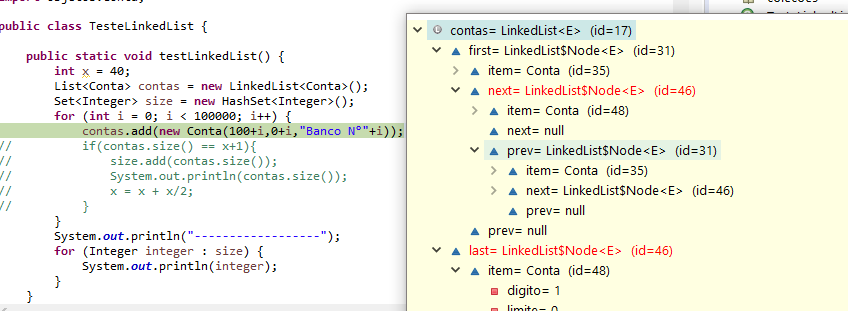 public class TesteLinkedList {
public static void testLinkedList() {
int x = 40;
List<Conta> contas = new LinkedList<Conta>();
Set<Integer> size = new HashSet<Integer>();
for (int i = 0; i < 100000; i++) {
contas.add(new Conta(100+i,0+i,"Banco N°"+i));
// if(contas.size() == x+1){
// size.add(contas.size());
// System.out.println(contas.size());
// x = x + x/2;
// }
}
System.out.println("------------------");
for (Integer integer : size) {
System.out.println(integer);
}
}
contas= LinkedList<E> (id=17)
first= LinkedList$Node<E> (id=31)
item= Conta (id=35)
next= LinkedList$Node<E> (id=46)
item= Conta (id=48)
next= null
prev= LinkedList$Node<E> (id=31)
item= Conta (id=35)
next= LinkedList$Node<E> (id=46)
prev= null
prev= null
last= LinkedList$Node<E> (id=46)
item= Conta (id=48)
digito= 1
limite= 0